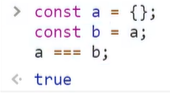 > const a = {};
const b = a;
a === b;
<· true